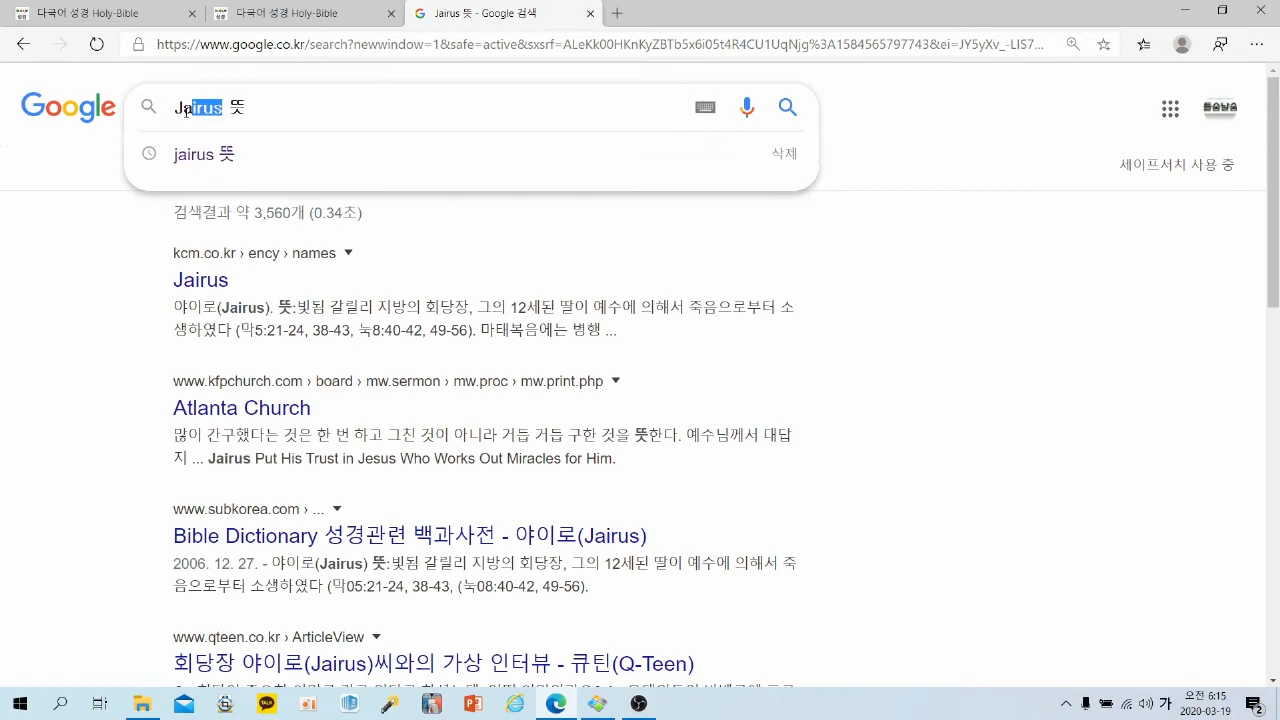 다국어 성경 Holy-Bible
다국어 성경 Holy-Bible
Jairus 뜻 - Google 검색
https://www.google.co.kr/search?newwindow=1&safe=active&sxsrf=ALeKk00HKnKyZBTb5x6i05t4R4CU1UqNjg%3A1584565797743&ei=JY5yXv_-LIS7...
Google
Jairus 뜻
jairus 뜻
삭제
세이프서치 사용 중
검색결과 약 3,560개 (0.34초)
kcm.co.kr › ency › names
Jairus
야이로(Jairus). 뜻:빛됨 갈릴리 지방의 회당장, 그의 12세된 딸이 예수에 의해서 죽음으로부터 소
생하였다 (막5:21-24, 38-43, 눅8:40-42, 49-56). 마태복음에는 병행 ...
www.kfpchurch.com › board › mw.sermon › mw.proc › mw.print.php
Atlanta Church
많이 간구했다는 것은 한 번 하고 그친 것이 아니라 거듭 거듭 구한 것을 뜻한다. 예수님께서 대답
지 ... Jairus Put His Trust in Jesus Who Works Out Miracles for Him.
www.subkorea.com › ...
Bible Dictionary 성경관련 백과사전 - 야이로(Jairus)
2006. 12. 27. - 야이로(Jairus) 뜻:빛됨 갈릴리 지방의 회당장, 그의 12세된 딸이 예수에 의해서 죽
음으로부터 소생하였다 (막05:21-24, 38-43, (눅08:40-42, 49-56).
www.qteen.co.kr › ArticleView
회당장 야이로(Jairus)씨와의 가상 인터뷰 - 큐틴(Q-Teen)
TALK
가
오전 6:15
2020-03-19
2